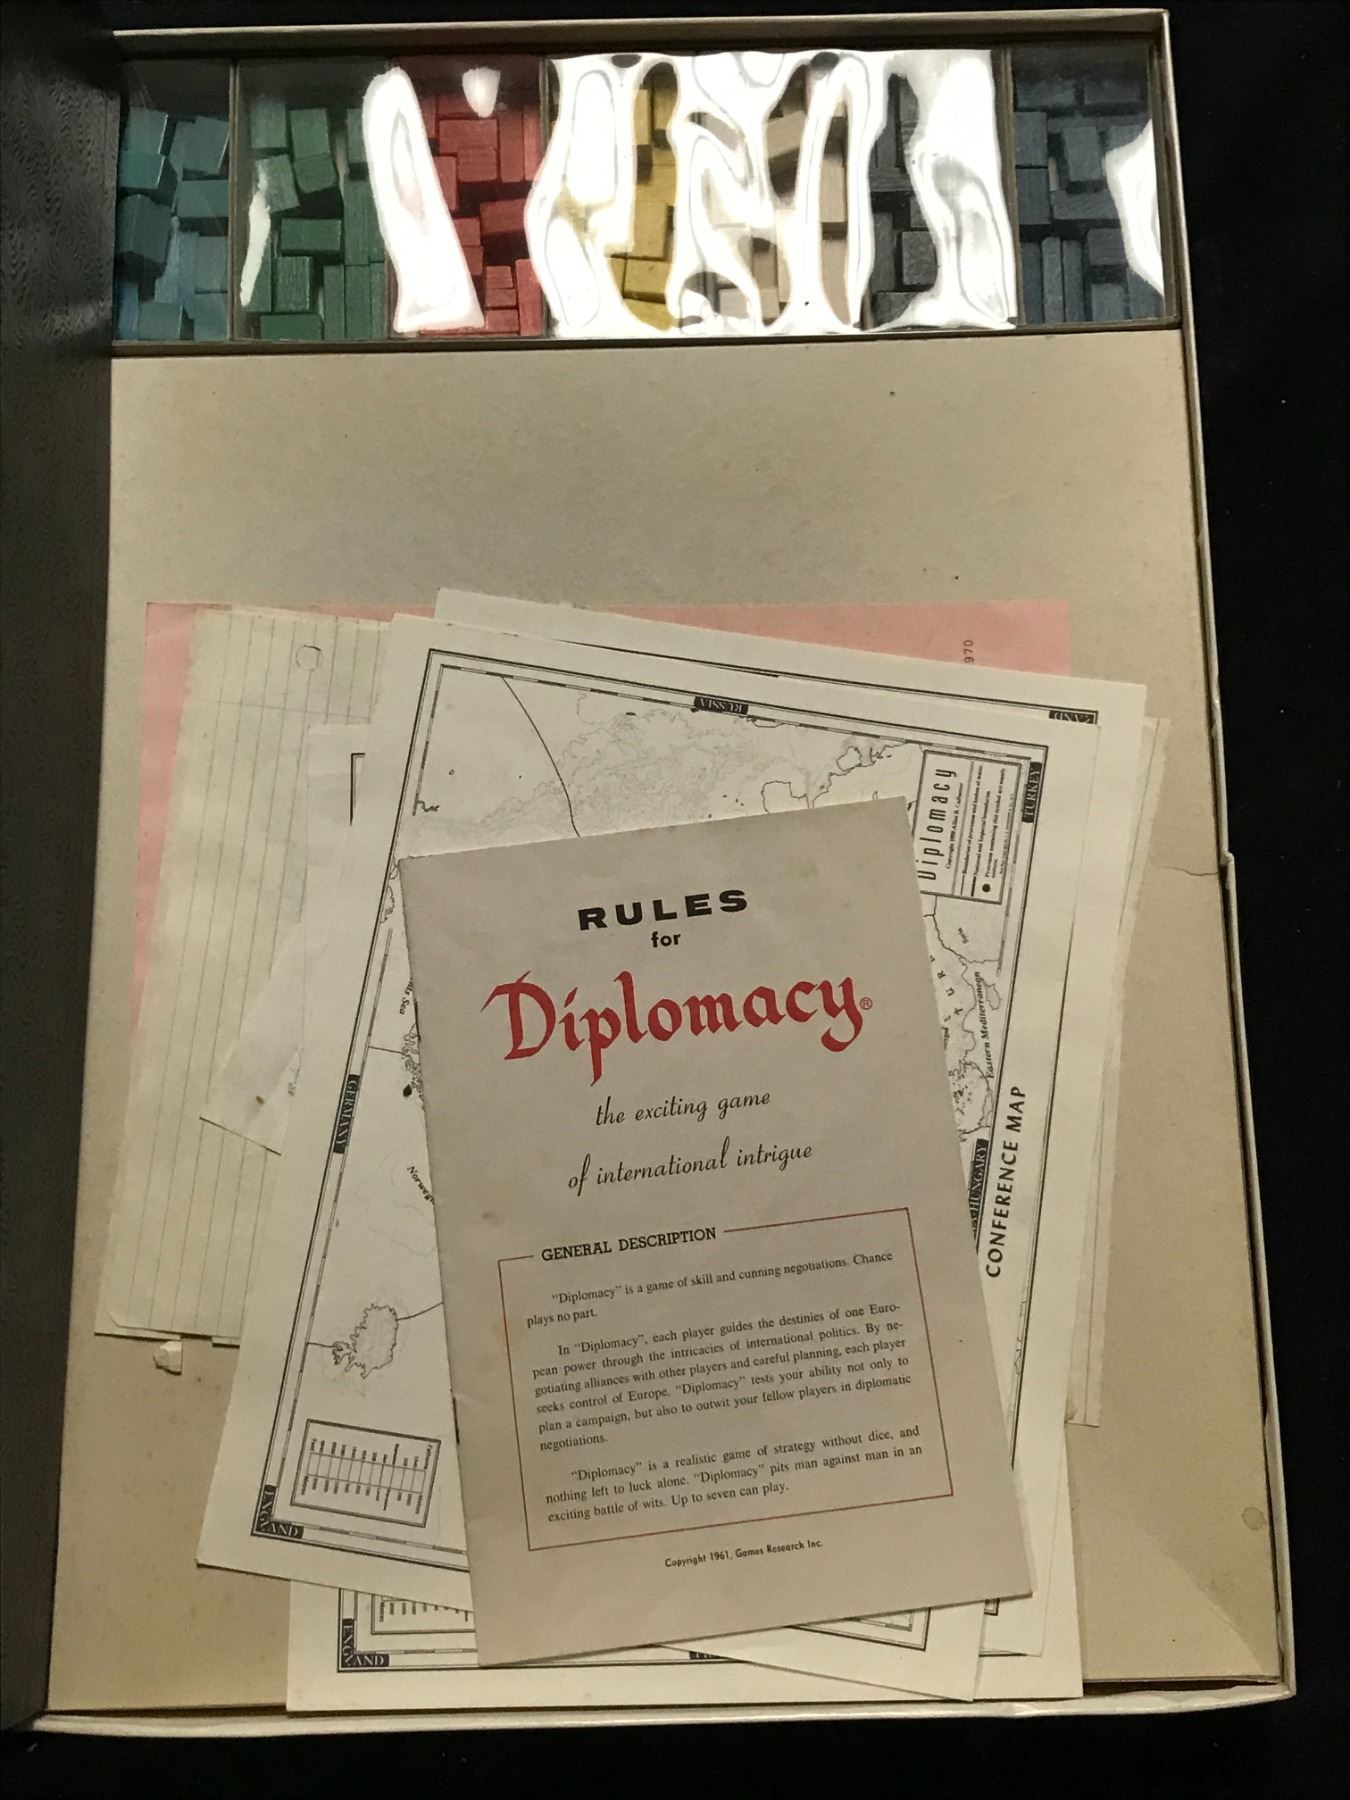 970
RUSSIA
LAND
TURKEY
Diplomacy
GERMANY
Eastern Mediterranean
HUNGARY
CONFERENCE MAP
ENGLAND
RULES
for
Diplomacy®
the exciting game
of international intrigue
GENERAL DESCRIPTION
"Diplomacy" is a game of skill and cunning negotiations. Chance
plays no part.
In "Diplomacy", each player guides the destinies of one Euro-
pean power through the intricacies of international politics. By ne-
gotiating alliances with other players and careful planning, each player
seeks control of Europe. "Diplomacy" tests your ability not only to
plan a campaign, but also to outwit your fellow players in diplomatic
negotiations.
"Diplomacy" is a realistic game of strategy without dice, and
nothing left to luck alone. "Diplomacy" pits man against man in an
exciting battle of wits. Up to seven can play.
Copyright 1961, Games Research Inc.
ENGLAND